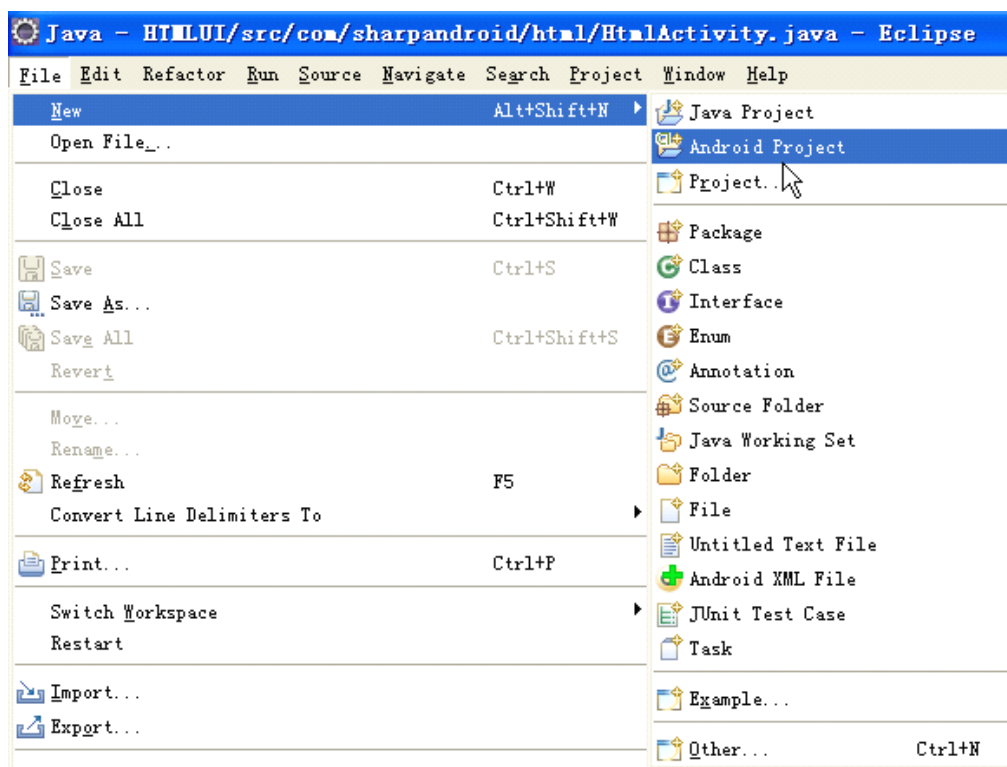 Java - HTMLUI/src/com/sharpandroid/html/HtmlActivity.java - Eclipse
File Edit Refactor Run Source Navigate Search Project Window Help
New Alt+Shift+N
Open File...
Close Ctrl+W
Close All Ctrl+Shift+W
Save Ctrl+S
Save As...
Save All Ctrl+Shift+S
Revert
Move...
Rename...
Refresh F5
Convert Line Delimiters To
Print... Ctrl+P
Switch Workspace
Restart
Import...
Export...
Java Project
Android Project
Project...
Package
Class
Interface
Enum
Annotation
Source Folder
Java Working Set
Folder
File
Untitled Text File
Android XML File
JUnit Test Case
Task
Example...
Other... Ctrl+N